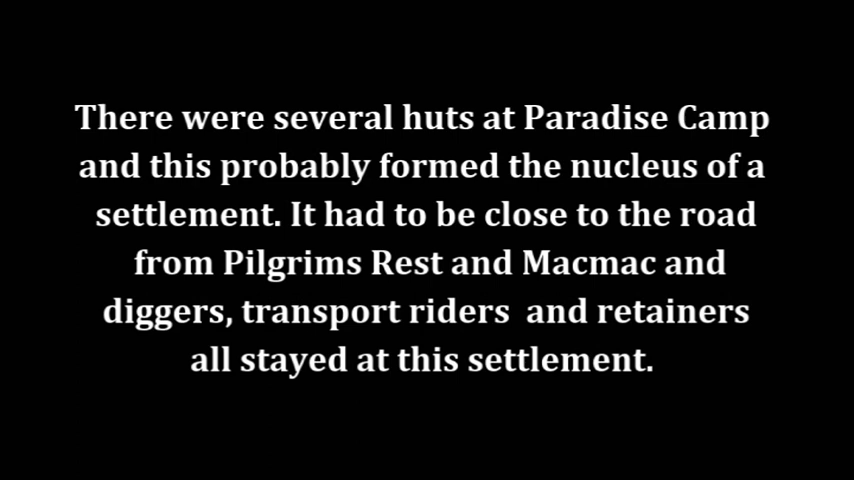 There were several huts at Paradise Camp
and this probably formed the nucleus of a
settlement. It had to be close to the road
from Pilgrims Rest and Macmac and
diggers, transport riders  and retainers
all stayed at this settlement.